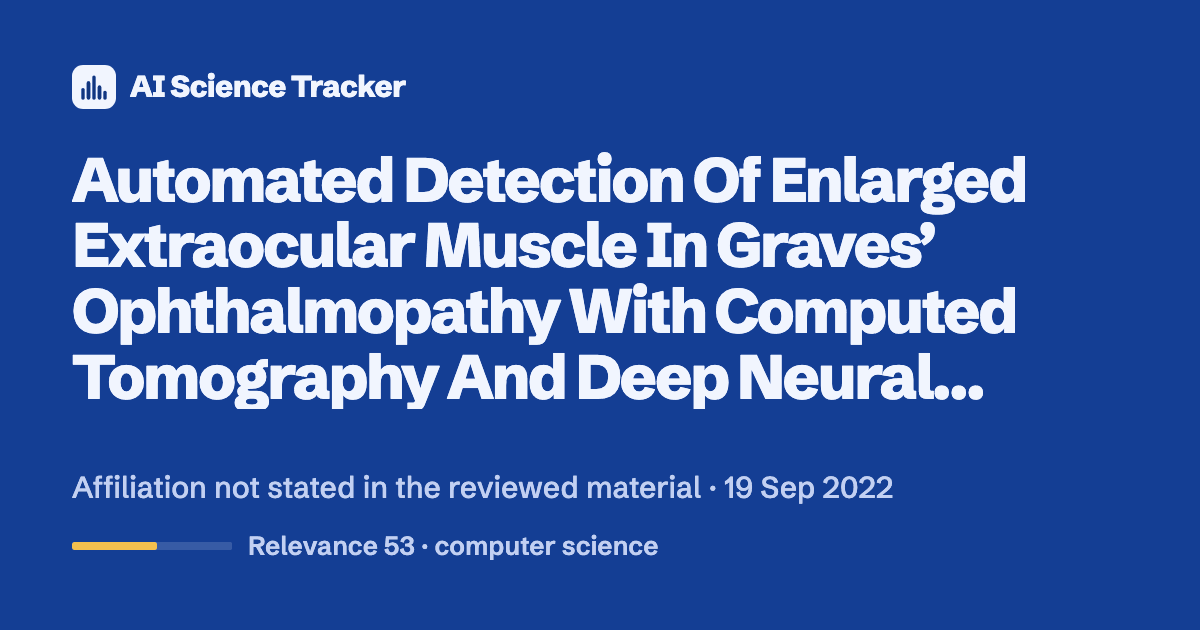 AI Science Tracker
Automated Detection Of Enlarged
Extraocular Muscle In Graves’
Ophthalmopathy With Computed
Tomography And Deep Neural...
Affiliation not stated in the reviewed material · 19 Sep 2022
Relevance 53 · computer science